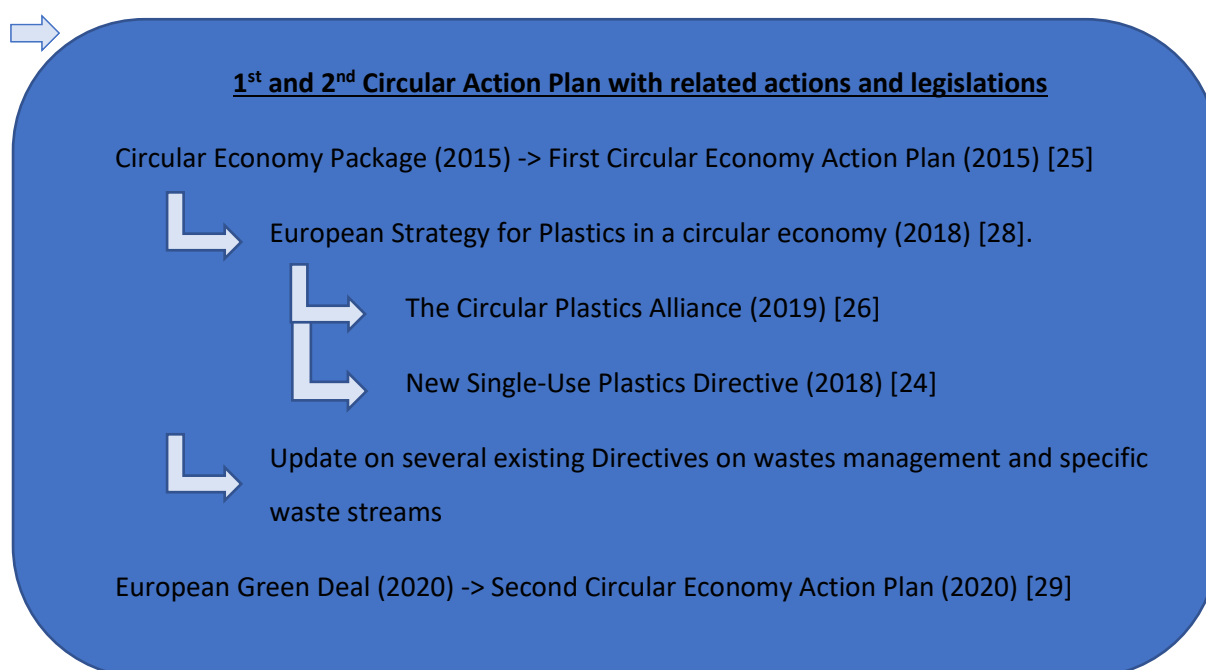 1st and 2nd Circular Action Plan with related actions and legislations
Circular Economy Package (2015) -> First Circular Economy Action Plan (2015) [25]
European Strategy for Plastics in a circular economy (2018) [28].
The Circular Plastics Alliance (2019) [26]
New Single-Use Plastics Directive (2018) [24]
Update on several existing Directives on wastes management and specific
waste streams
European Green Deal (2020) -> Second Circular Economy Action Plan (2020) [29]